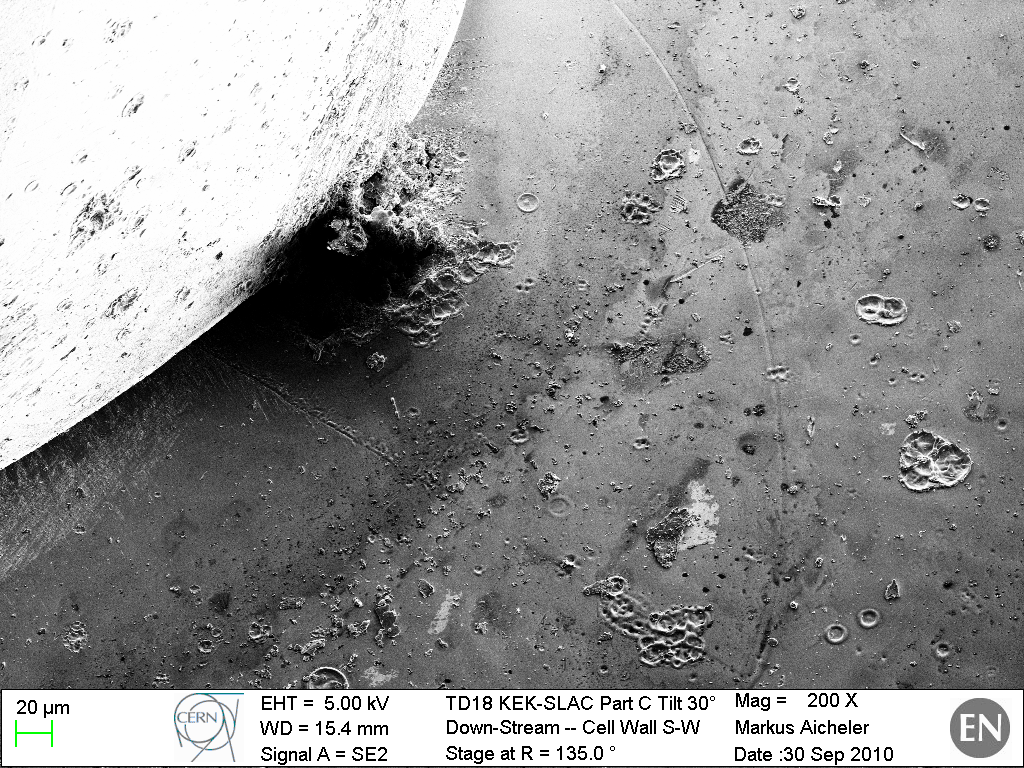 20 µm
CERN
EHT = 5.00 kV
WD = 15.4 mm
Signal A = SE2
TD18 KEK-SLAC Part C Tilt 30°
Down-Stream -- Cell Wall S-W
Stage at R = 135.0 °
Mag = 200 X
Markus Aicheler
Date :30 Sep 2010
EN